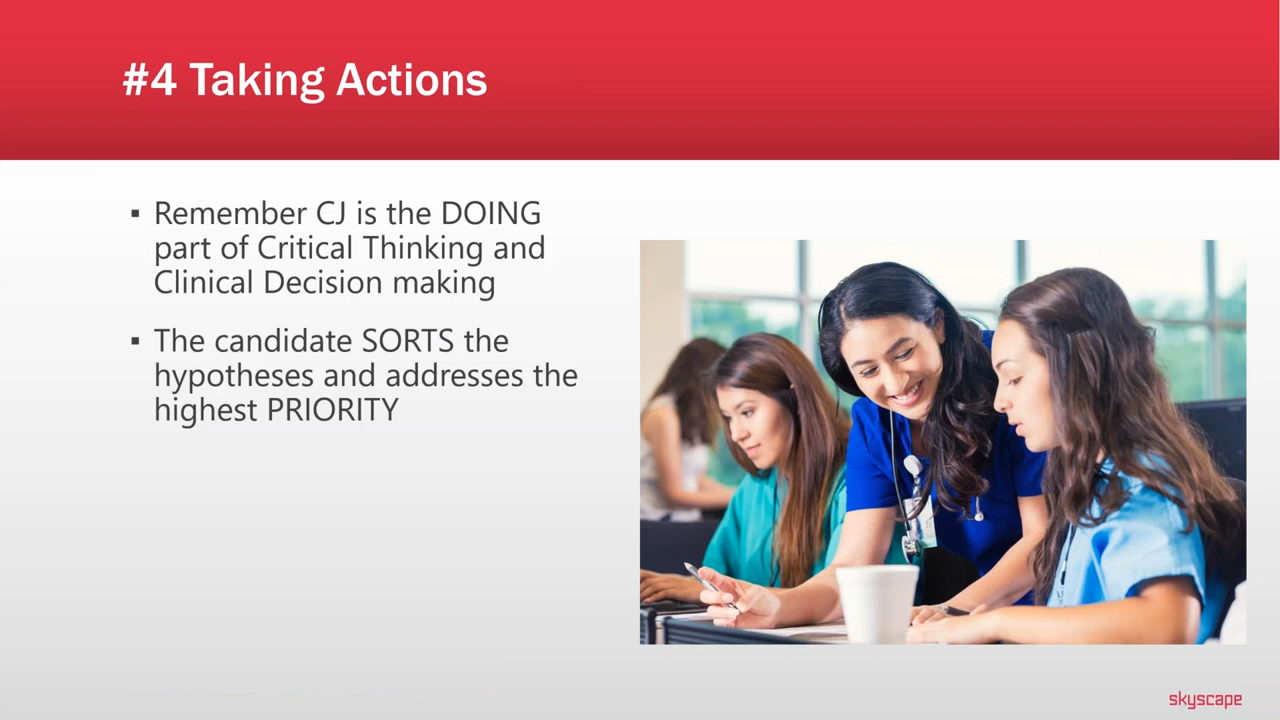 #4 Taking Actions
▪ Remember CJ is the DOING
part of Critical Thinking and
Clinical Decision making
▪ The candidate SORTS the
hypotheses and addresses the
highest PRIORITY
skyscape